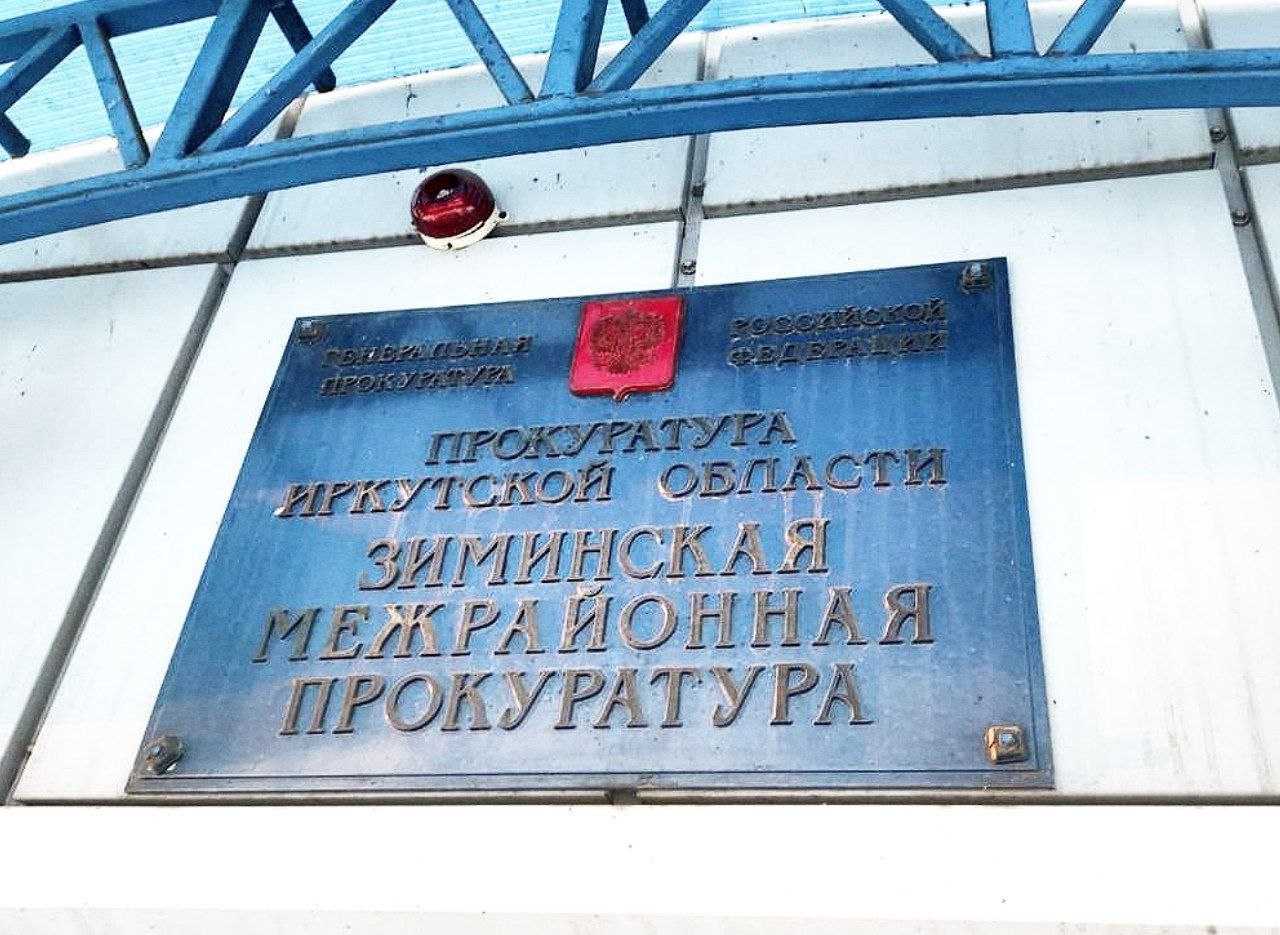 ГЕНЕРАЛЬНАЯ
ПРОКУРАТУРА
РОССИЙСКОЙ
ФЕДЕРАЦИИ
ПРОКУРАТУРА
ИРКУТСКОЙ ОБЛАСТИ
ЗИМИНСКАЯ
МЕЖРАЙОННАЯ
ПРОКУРАТУРА